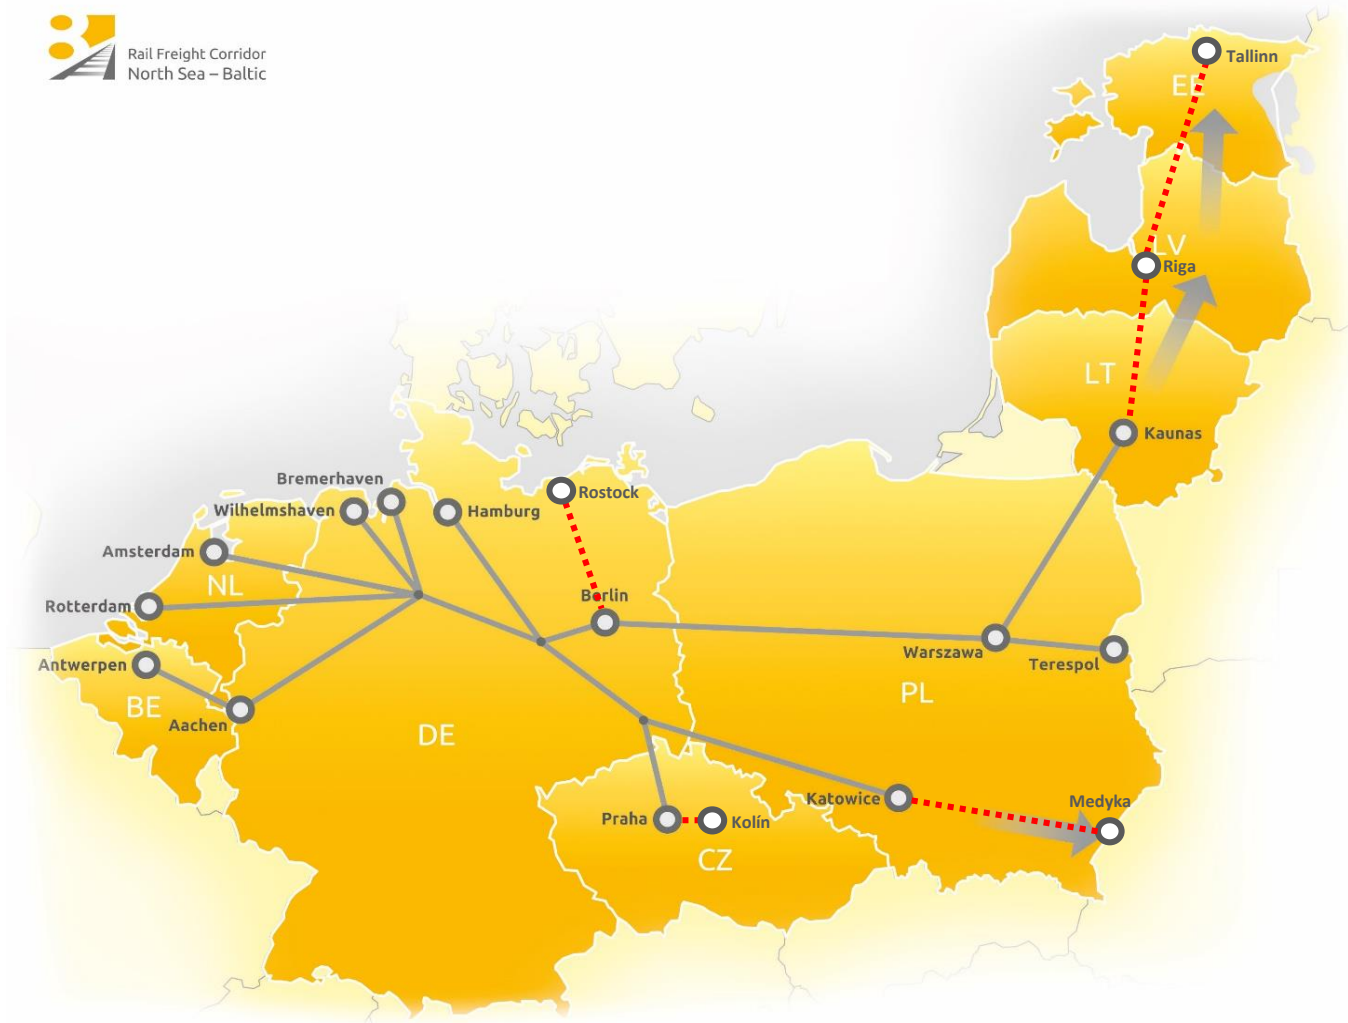 Rail Freight Corridor
North Sea – Baltic
Tallinn
EE
LV
Riga
LT
Kaunas
Bremerhaven
Wilhelmshaven
Hamburg
Rostock
Amsterdam
NL
Rotterdam
Berlin
Antwerpen
Warszawa
Terespol
BE
Aachen
DE
PL
Katowice
Medyka
Praha
Kolín
CZ